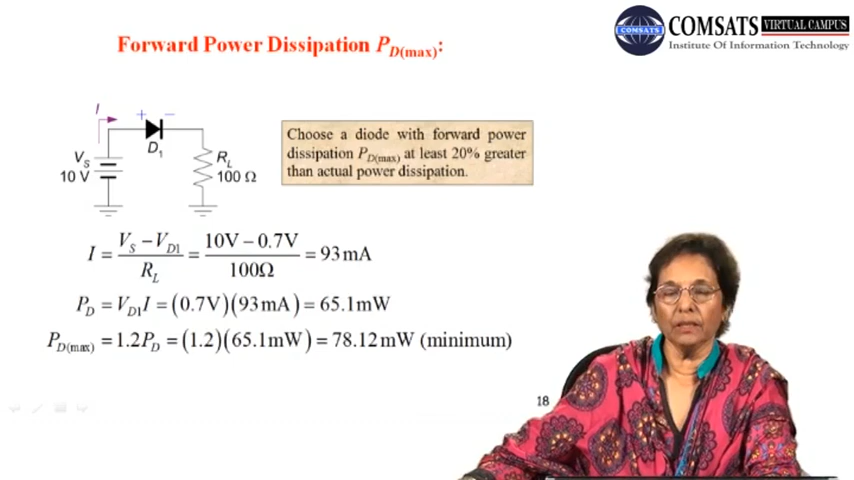 COMSATS
COMSATS VIRTUAL CAMPUS
Institute Of Information Technology
Forward Power Dissipation P_D(max):
I
+ −
D₁
V_S
10 V
R_L
100 Ω
Choose a diode with forward power
dissipation P_D(max) at least 20% greater
than actual power dissipation.
I = (V_S − V_D1) / R_L = (10V − 0.7V) / 100Ω = 93 mA
P_D = V_D1 I = (0.7V)(93 mA) = 65.1mW
P_D(max) = 1.2P_D = (1.2)(65.1mW) = 78.12 mW (minimum)
18